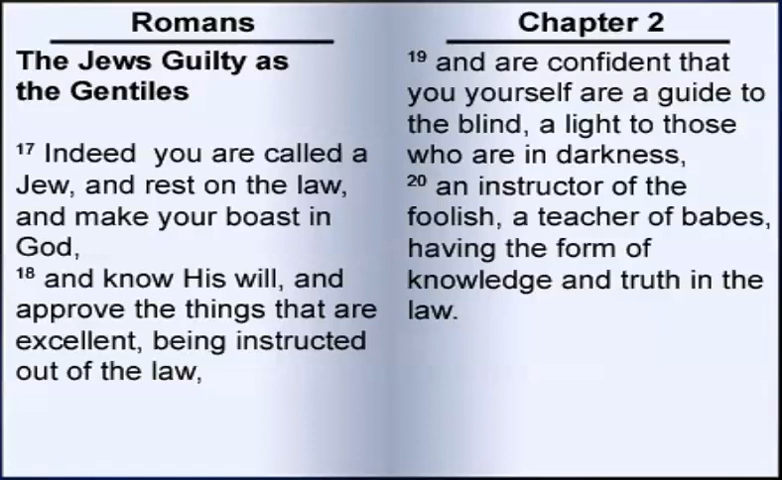 Romans
The Jews Guilty as
the Gentiles
17 Indeed you are called a
Jew, and rest on the law,
and make your boast in
God,
18 and know His will, and
approve the things that are
excellent, being instructed
out of the law,
Chapter 2
19 and are confident that
you yourself are a guide to
the blind, a light to those
who are in darkness,
20 an instructor of the
foolish, a teacher of babes,
having the form of
knowledge and truth in the
law.